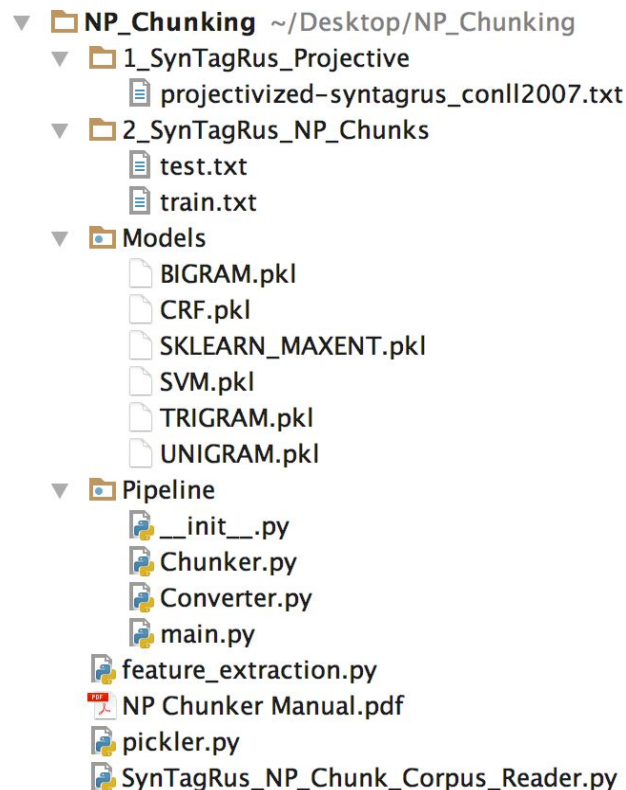 NP_Chunking ~/Desktop/NP_Chunking
1_SynTagRus_Projective
projectivized-syntagrus_conll2007.txt
2_SynTagRus_NP_Chunks
test.txt
train.txt
Models
BIGRAM.pkl
CRF.pkl
SKLEARN_MAXENT.pkl
SVM.pkl
TRIGRAM.pkl
UNIGRAM.pkl
Pipeline
__init__.py
Chunker.py
Converter.py
main.py
feature_extraction.py
PDF NP Chunker Manual.pdf
pickler.py
SynTagRus_NP_Chunk_Corpus_Reader.py